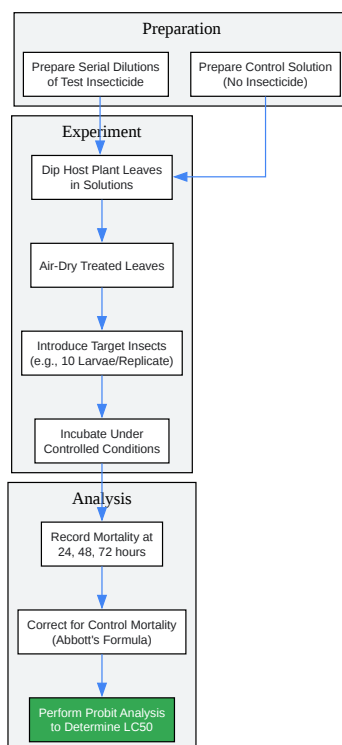 Preparation
Prepare Serial Dilutions
of Test Insecticide
Prepare Control Solution
(No Insecticide)
Experiment
Dip Host Plant Leaves
in Solutions
Air-Dry Treated Leaves
Introduce Target Insects
(e.g., 10 Larvae/Replicate)
Incubate Under
Controlled Conditions
Analysis
Record Mortality at
24, 48, 72 hours
Correct for Control Mortality
(Abbott's Formula)
Perform Probit Analysis
to Determine LC50